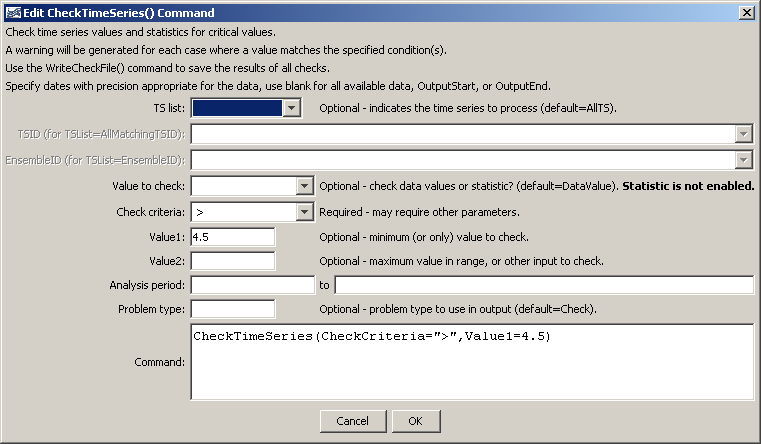 Edit CheckTimeSeries() Command
Check time series values and statistics for critical values.
A warning will be generated for each case where a value matches the specified condition(s).
Use the WriteCheckFile() command to save the results of all checks.
Specify dates with precision appropriate for the data, use blank for all available data, OutputStart, or OutputEnd.
TS list: Optional - indicates the time series to process (default=AllTS).
TSID (for TSList=AllMatchingTSID):
EnsembleID (for TSList=EnsembleID):
Value to check: Optional - check data values or statistic? (default=DataValue). Statistic is not enabled.
Check criteria: > Required - may require other parameters.
Value1: 4.5 Optional - minimum (or only) value to check.
Value2: Optional - maximum value in range, or other input to check.
Analysis period: to
Problem type: Optional - problem type to use in output (default=Check).
CheckTimeSeries(CheckCriteria=">",Value1=4.5)
Command:
Cancel OK